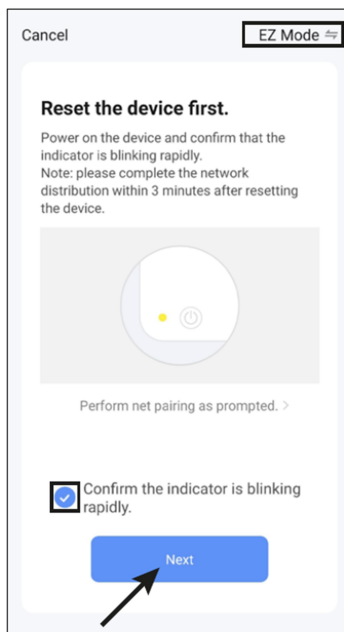 Cancel
EZ Mode
Reset the device first.
Power on the device and confirm that the
indicator is blinking rapidly.
Note: please complete the network
distribution within 3 minutes after resetting
the device.
Perform net pairing as prompted. >
Confirm the indicator is blinking
rapidly.
Next